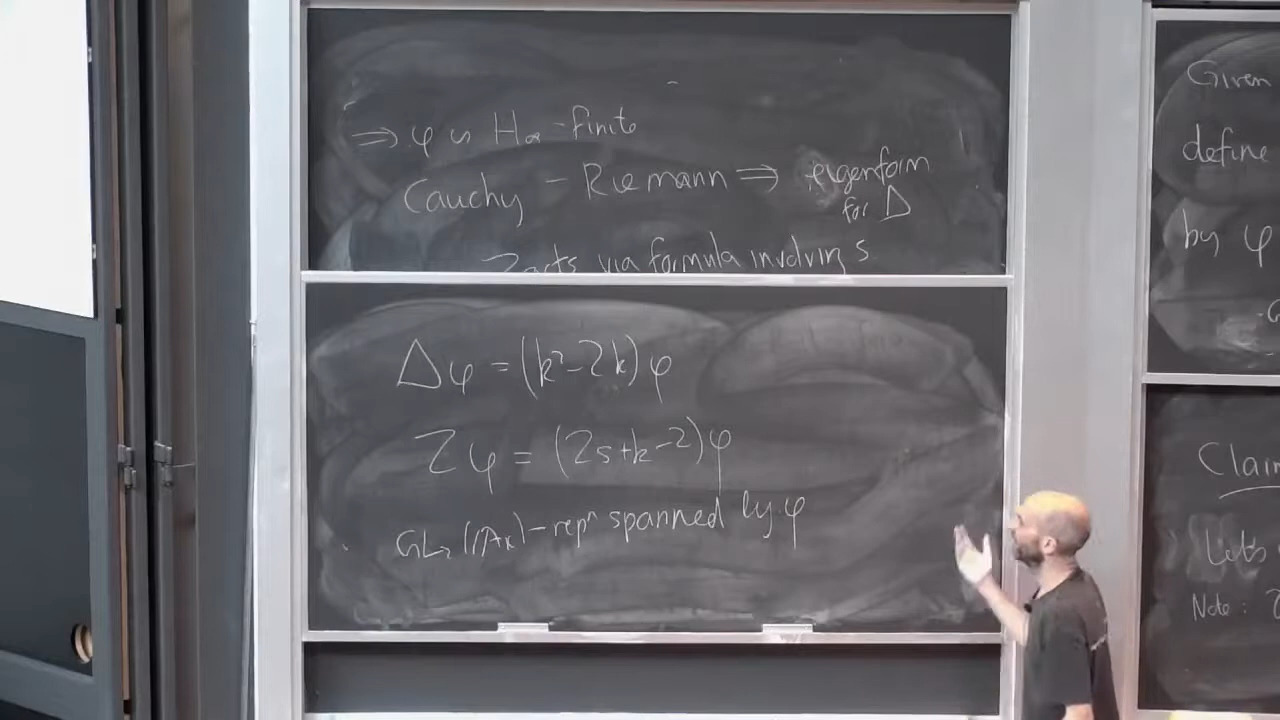 ⇒ φ is H∞-finite
Cauchy - Riemann ⇒ eigenform
for Δ
Z acts via formula involving s
Δφ = (k²-2k)φ
Zφ = (2s+k-2)φ
GL₂(𝔸_K)-repⁿ spanned by φ
Given
define
by φ
Claim
Let's
Note: